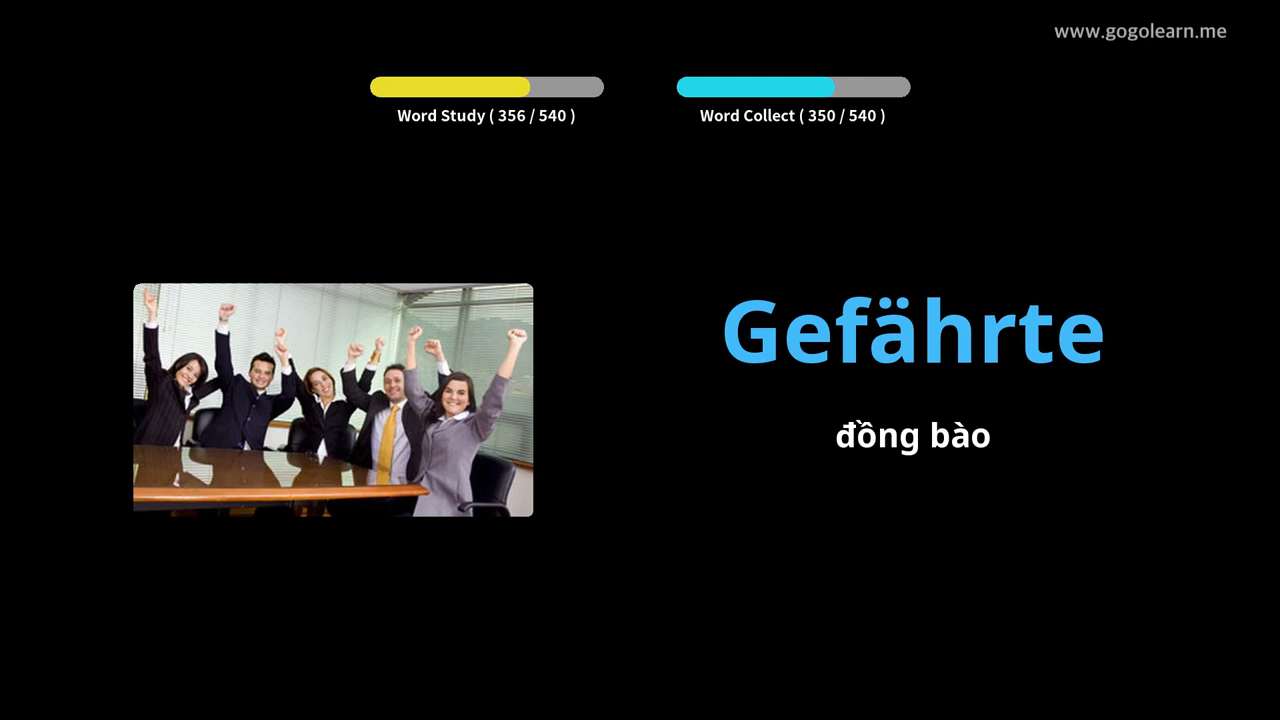 www.gogolearn.me
Word Study ( 356 / 540 )
Word Collect ( 350 / 540 )
Gefährte
đồng bào